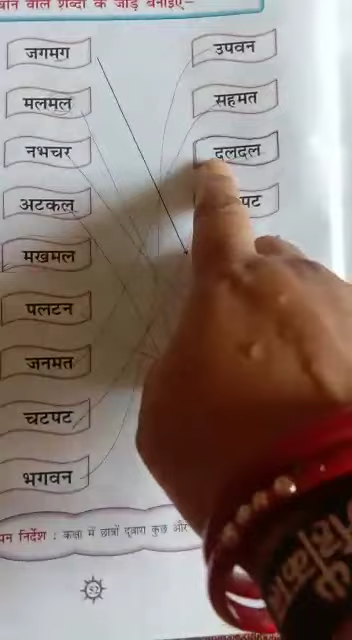 वाले शब्दों के जोड़े बनाइए–
जगमग
उपवन
मलमल
सहमत
नभचर
दलदल
अटकल
पट
मखमल
पलटन
जनमत
चटपट
भगवन
निर्देश : कक्षा में छात्रों द्वारा कुछ और